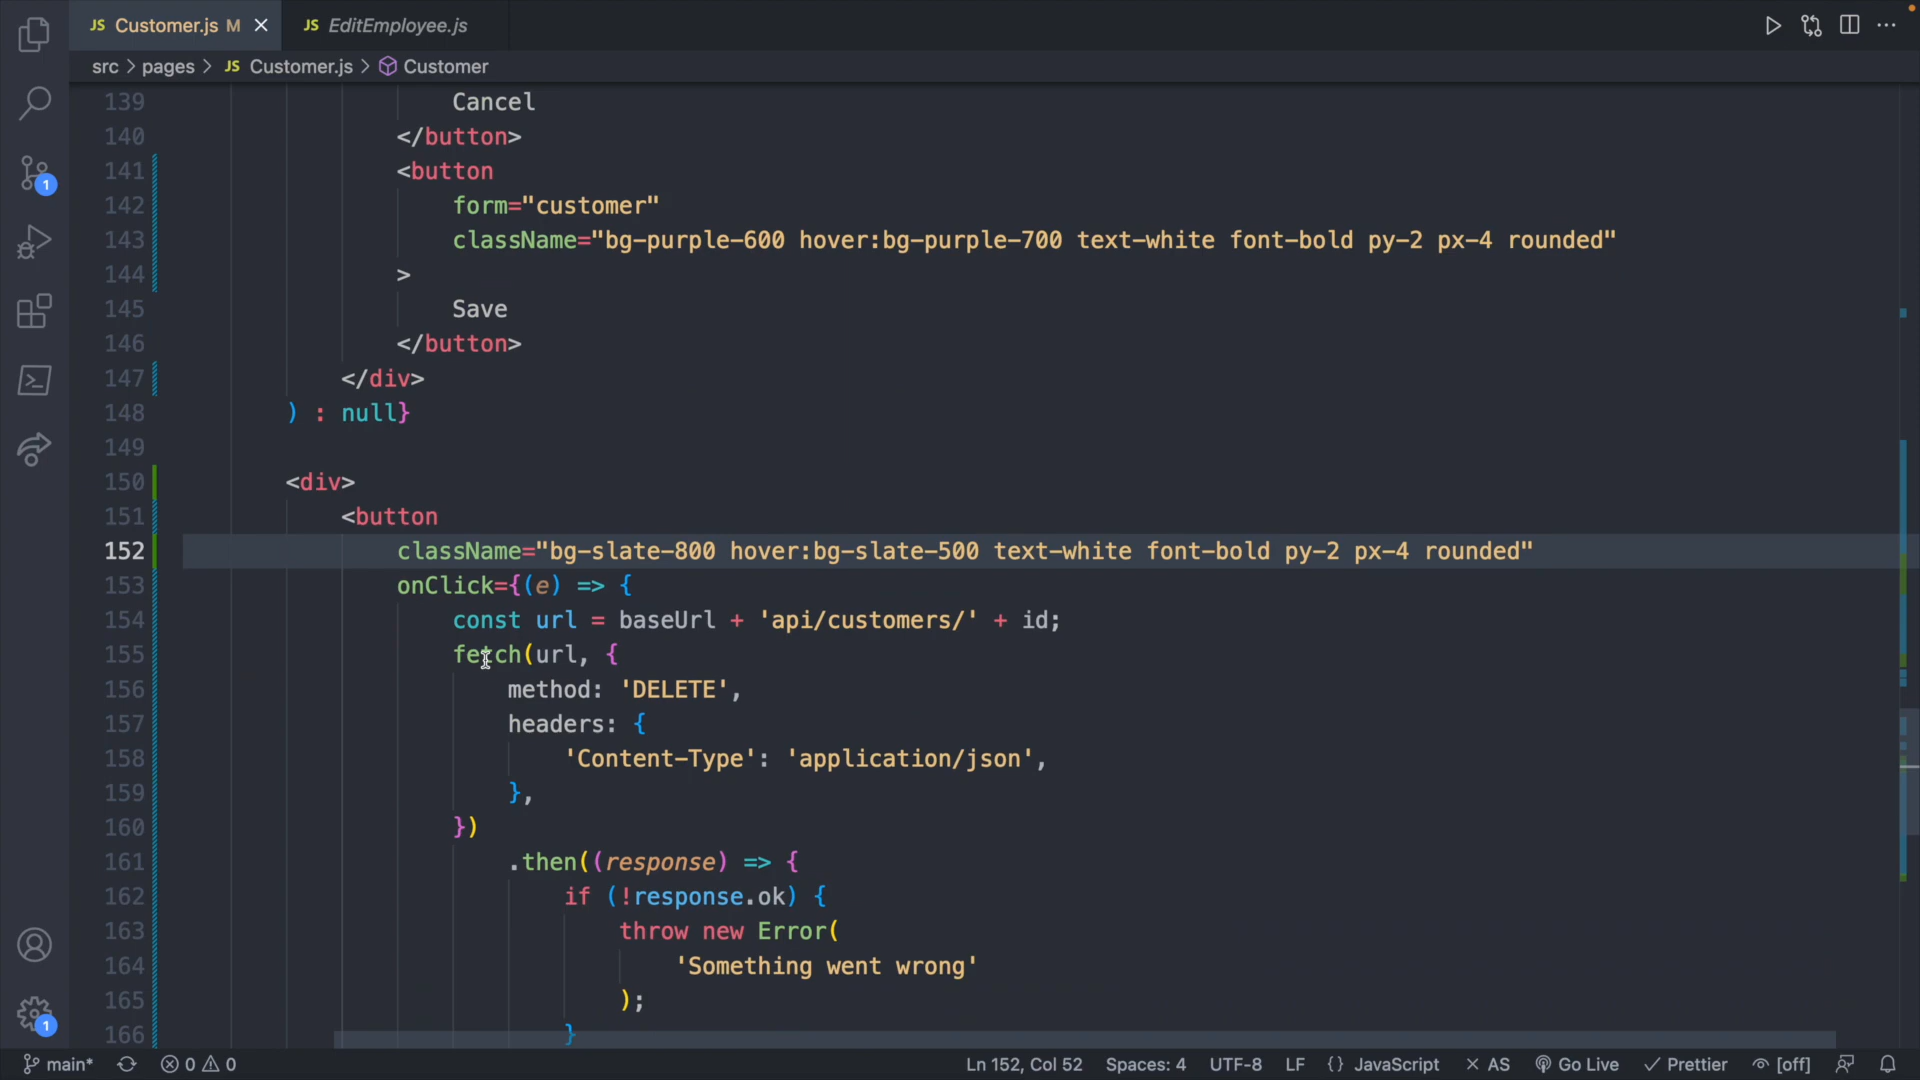 JS Customer.js M JS EditEmployee.js
src > pages > JS Customer.js > Customer
139 Cancel
140 </button>
141 <button
142 form="customer"
143 className="bg-purple-600 hover:bg-purple-700 text-white font-bold py-2 px-4 rounded"
144 >
145 Save
146 </button>
147 </div>
148 ) : null}
149
150 <div>
151 <button
152 className="bg-slate-800 hover:bg-slate-500 text-white font-bold py-2 px-4 rounded"
153 onClick={(e) => {
154 const url = baseUrl + 'api/customers/' + id;
155 fetch(url, {
156 method: 'DELETE',
157 headers: {
158 'Content-Type': 'application/json',
159 },
160 })
161 .then((response) => {
162 if (!response.ok) {
163 throw new Error(
164 'Something went wrong'
165 );
166 }
1
1
main* 0 0 Ln 152, Col 52 Spaces: 4 UTF-8 LF {} JavaScript AS Go Live Prettier [off]